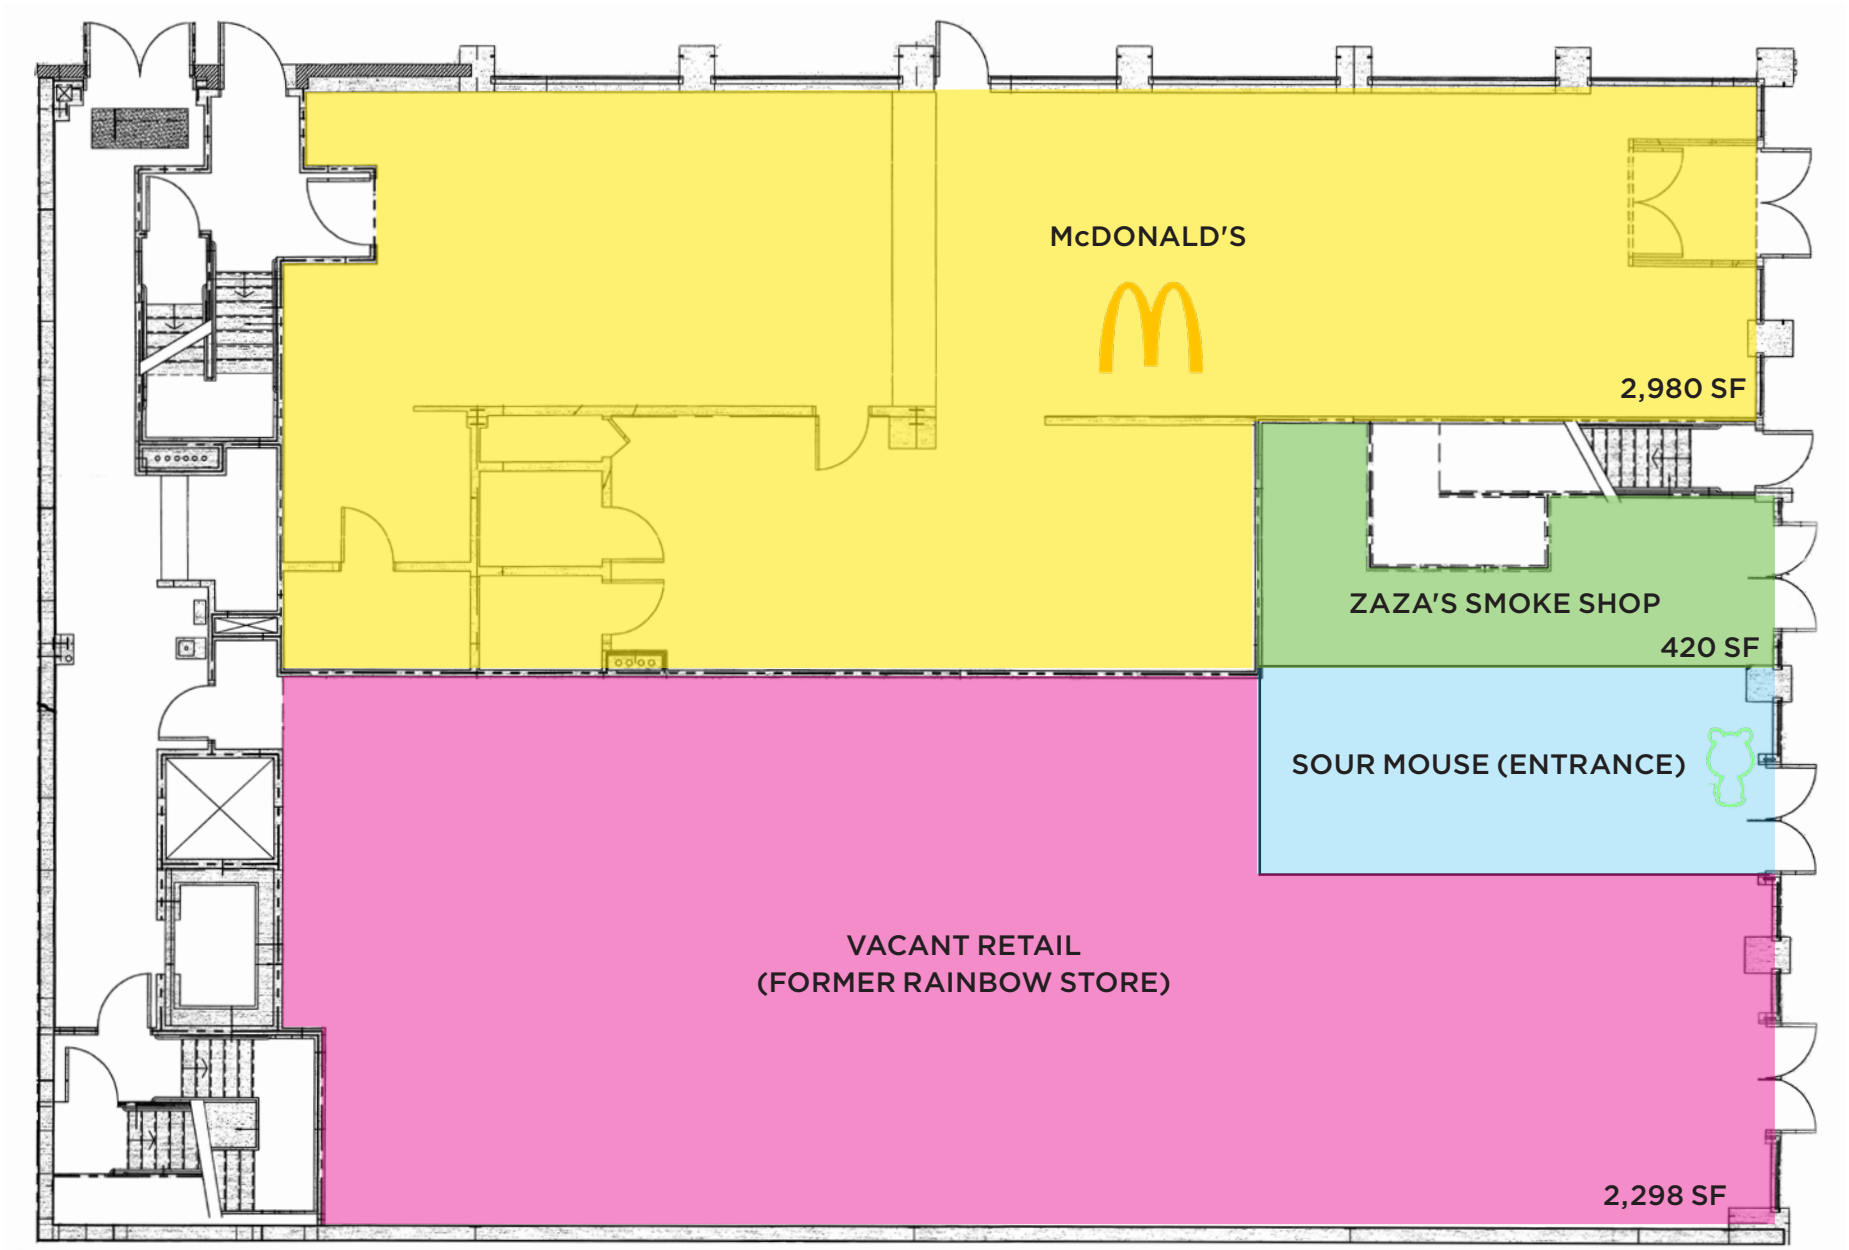 McDONALD'S
2,980 SF
ZAZA'S SMOKE SHOP
420 SF
SOUR MOUSE (ENTRANCE)
VACANT RETAIL
(FORMER RAINBOW STORE)
2,298 SF